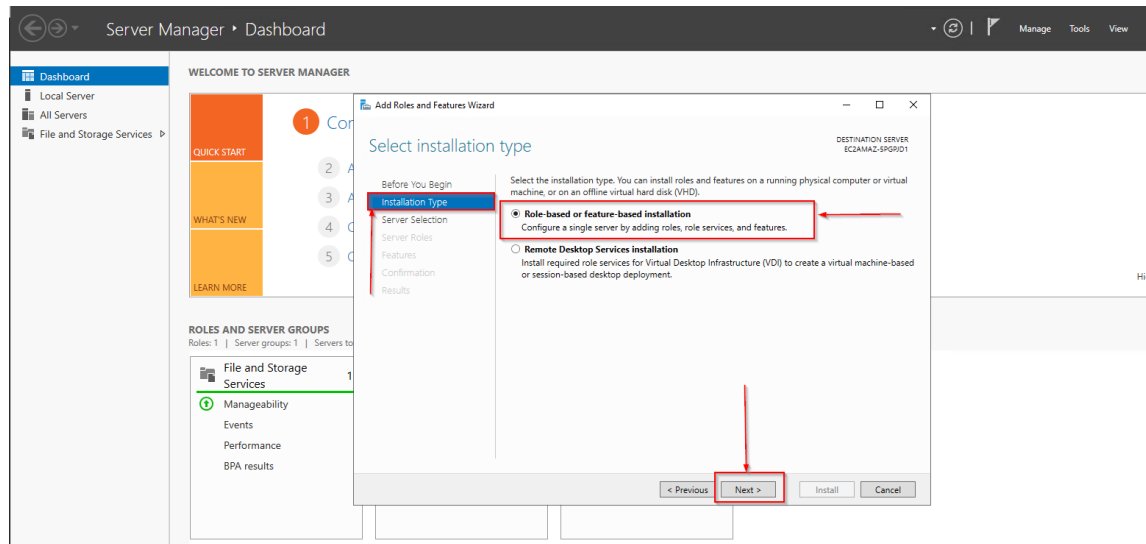 Server Manager • Dashboard
Manage Tools View
Dashboard
Local Server
All Servers
File and Storage Services
WELCOME TO SERVER MANAGER
QUICK START
WHAT'S NEW
LEARN MORE
1
2
3
4
5
Hi
ROLES AND SERVER GROUPS
Roles: 1 | Server groups: 1 | Servers to
File and Storage
Services
1
Manageability
Events
Performance
BPA results
Add Roles and Features Wizard
Select installation type
DESTINATION SERVER
EC2AMAZ-SPGPJD1
Before You Begin
Installation Type
Server Selection
Server Roles
Features
Confirmation
Results
Select the installation type. You can install roles and features on a running physical computer or virtual
machine, or on an offline virtual hard disk (VHD).
Role-based or feature-based installation
Configure a single server by adding roles, role services, and features.
Remote Desktop Services installation
Install required role services for Virtual Desktop Infrastructure (VDI) to create a virtual machine-based
or session-based desktop deployment.
< Previous Next > Install Cancel